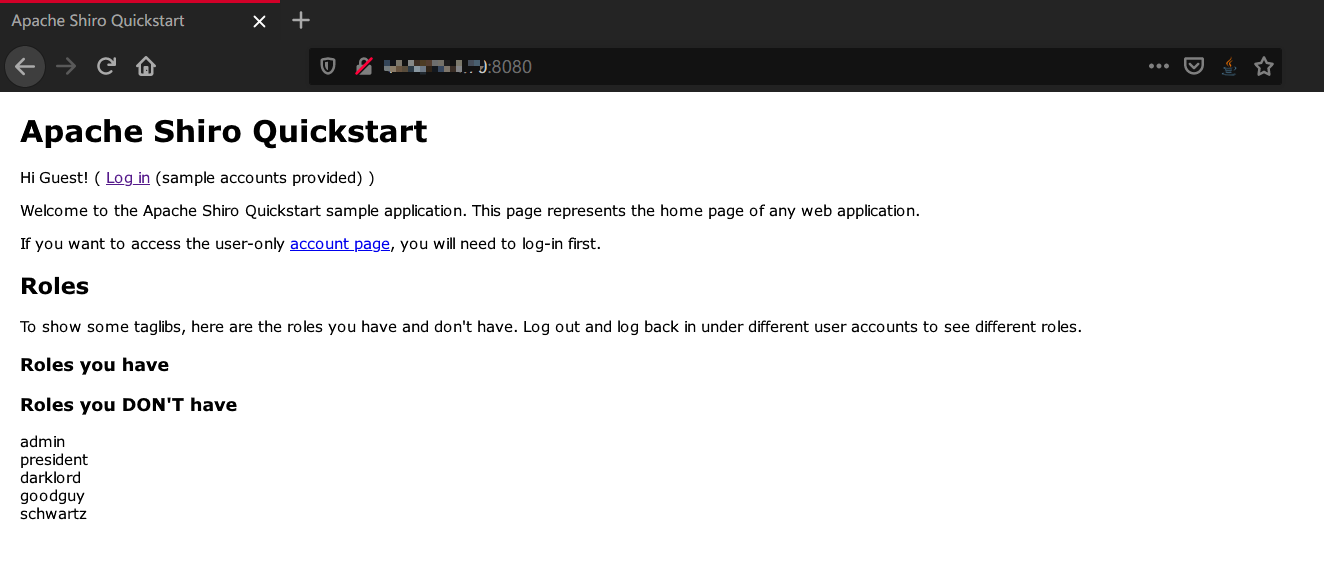 Apache Shiro Quickstart
:8080
Apache Shiro Quickstart
Hi Guest! ( Log in (sample accounts provided) )
Welcome to the Apache Shiro Quickstart sample application. This page represents the home page of any web application.
If you want to access the user-only account page, you will need to log-in first.
Roles
To show some taglibs, here are the roles you have and don't have. Log out and log back in under different user accounts to see different roles.
Roles you have
Roles you DON'T have
admin
president
darklord
goodguy
schwartz